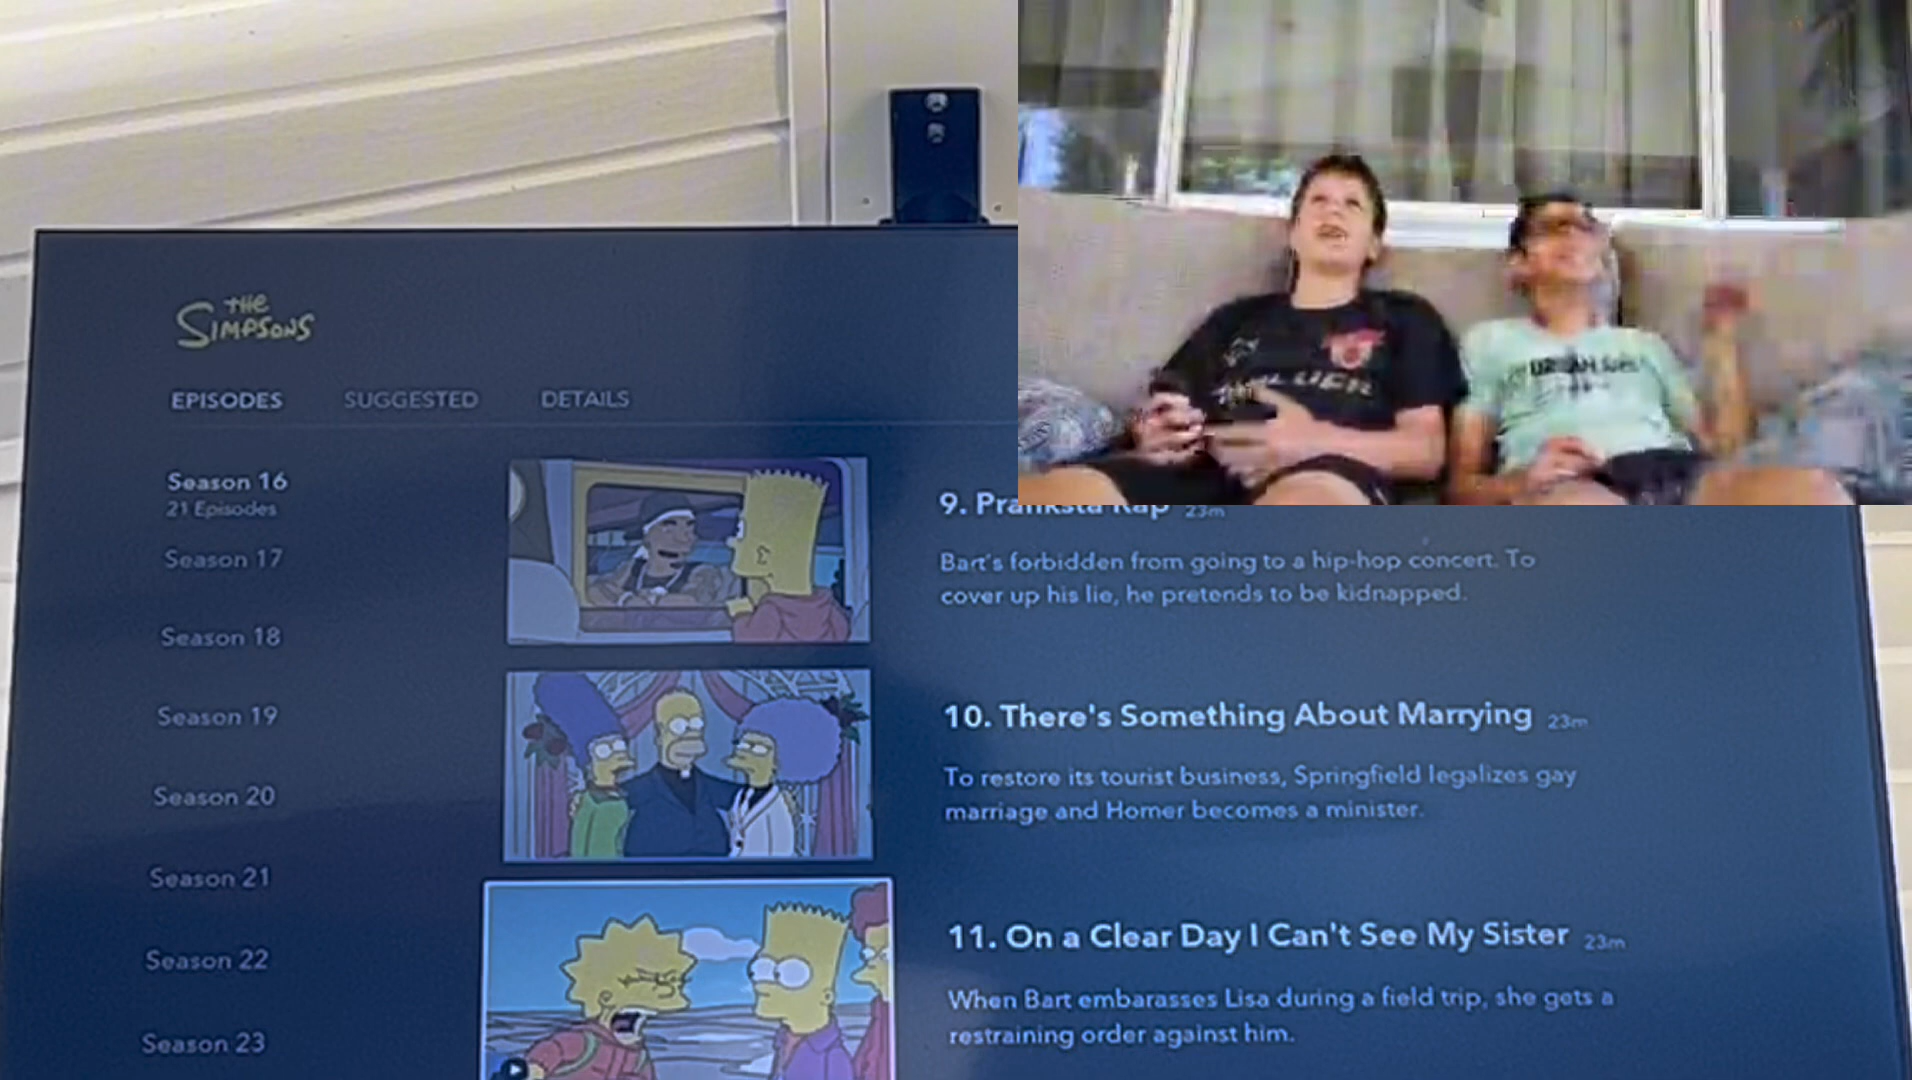 THE
SIMPSONS
EPISODES SUGGESTED DETAILS
Season 16
21 Episodes
Season 17
Season 18
Season 19
Season 20
Season 21
Season 22
Season 23
9. Pranksta Rap 23m
Bart's forbidden from going to a hip-hop concert. To
cover up his lie, he pretends to be kidnapped.
10. There's Something About Marrying 23m
To restore its tourist business, Springfield legalizes gay
marriage and Homer becomes a minister.
11. On a Clear Day I Can't See My Sister 23m
When Bart embarasses Lisa during a field trip, she gets a
restraining order against him.